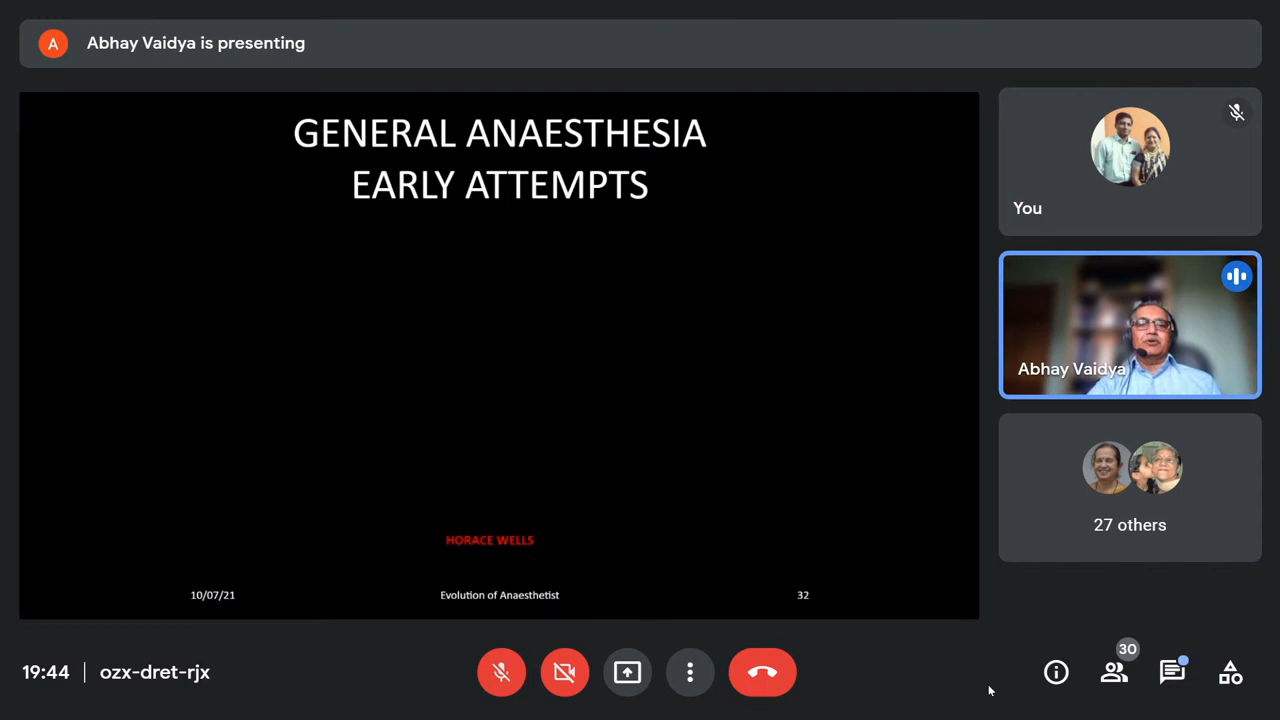 A
Abhay Vaidya is presenting
GENERAL ANAESTHESIA
EARLY ATTEMPTS
HORACE WELLS
10/07/21
Evolution of Anaesthetist
32
You
Abhay Vaidya
27 others
19:44
ozx-dret-rjx
30